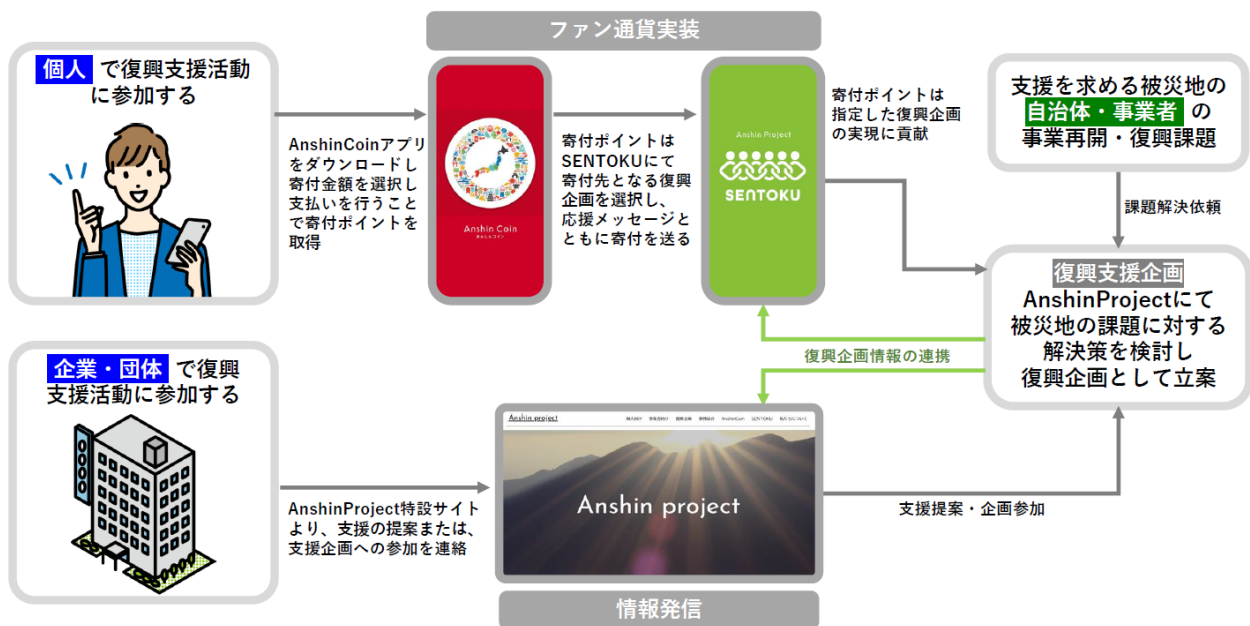 ファン通貨実装
個人 で復興支援活動
に参加する
AnshinCoinアプリ
をダウンロードし
寄付金額を選択し
支払いを行うこと
で寄付ポイントを
取得
Anshin Coin
あんしんコイン
寄付ポイントは
SENTOKUにて
寄付先となる復興
企画を選択し、
応援メッセージと
ともに寄付を送る
Anshin Project
SENTOKU
寄付ポイントは
指定した復興企画
の実現に貢献
支援を求める被災地の
自治体・事業者 の
事業再開・復興課題
課題解決依頼
復興支援企画
AnshinProjectにて
被災地の課題に対する
解決策を検討し
復興企画として立案
復興企画情報の連携
企業・団体 で復興
支援活動に参加する
AnshinProject特設サイト
より、支援の提案または、
支援企画への参加を連絡
Anshin project
AnshinCoin
SENTOKU
Anshin project
支援提案・企画参加
情報発信